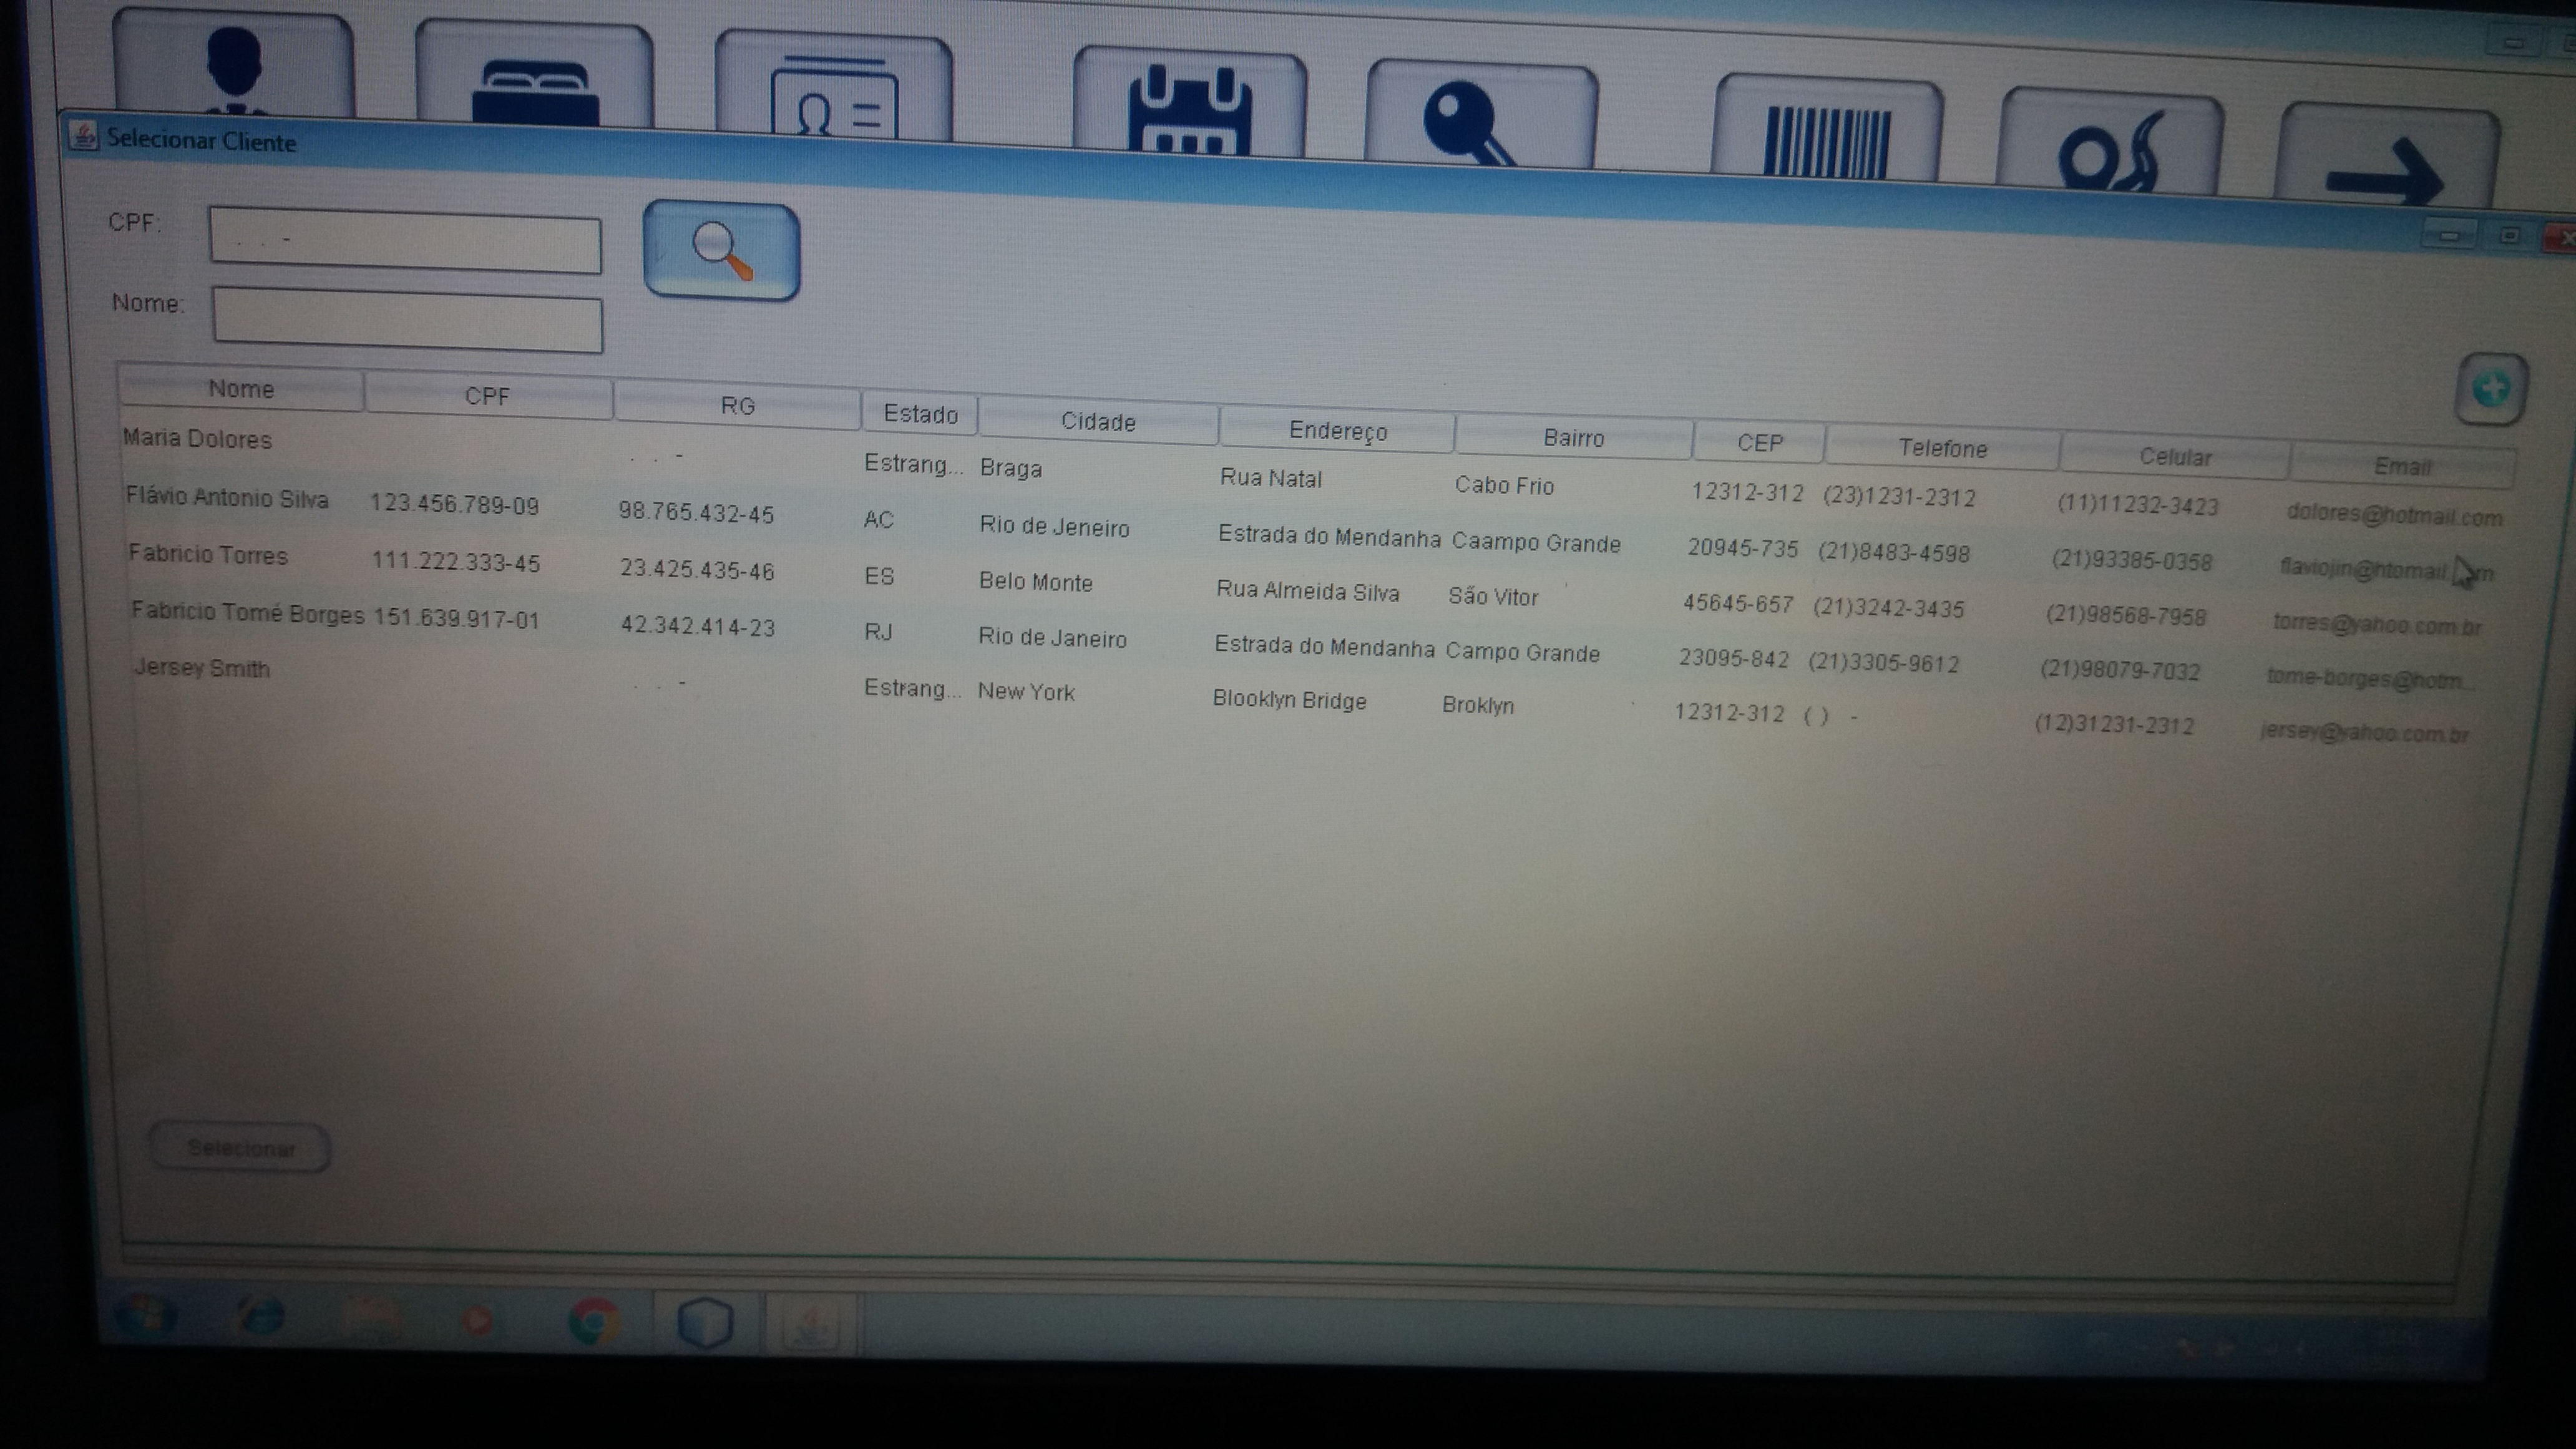 Selecionar Cliente
CPF: . . -
Nome:
Nome CPF RG Estado Cidade Endereço Bairro CEP Telefone Celular Email
Maria Dolores . . - Estrang... Braga Rua Natal Cabo Frio 12312-312 (23)1231-2312 (11)11232-3423 dolores@hotmail.com
Flávio Antonio Silva 123.456.789-09 98.765.432-45 AC Rio de Jeneiro Estrada do Mendanha Caampo Grande 20945-735 (21)8483-4598 (21)93385-0358
Fabricio Torres 111.222.333-45 23.425.435-46 ES Belo Monte Rua Almeida Silva São Vitor 45645-657 (21)3242-3435 (21)98568-7958 torres@yahoo.com.br
Fabricio Tomé Borges 151.639.917-01 42.342.414-23 RJ Rio de Janeiro Estrada do Mendanha Campo Grande 23095-842 (21)3305-9612 (21)98079-7032 tome-borges@hotm...
Jersey Smith . . - Estrang... New York Blooklyn Bridge Broklyn 12312-312 ( ) - (12)31231-2312 jersey@yahoo.com.br
Selecionar